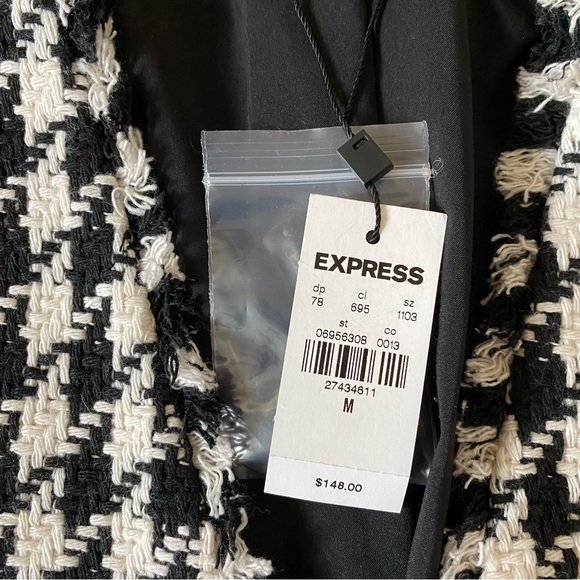 EXPRESS
dp cl sz
78 695 1103
st co
06956308 0013
27434611
M
$148.00